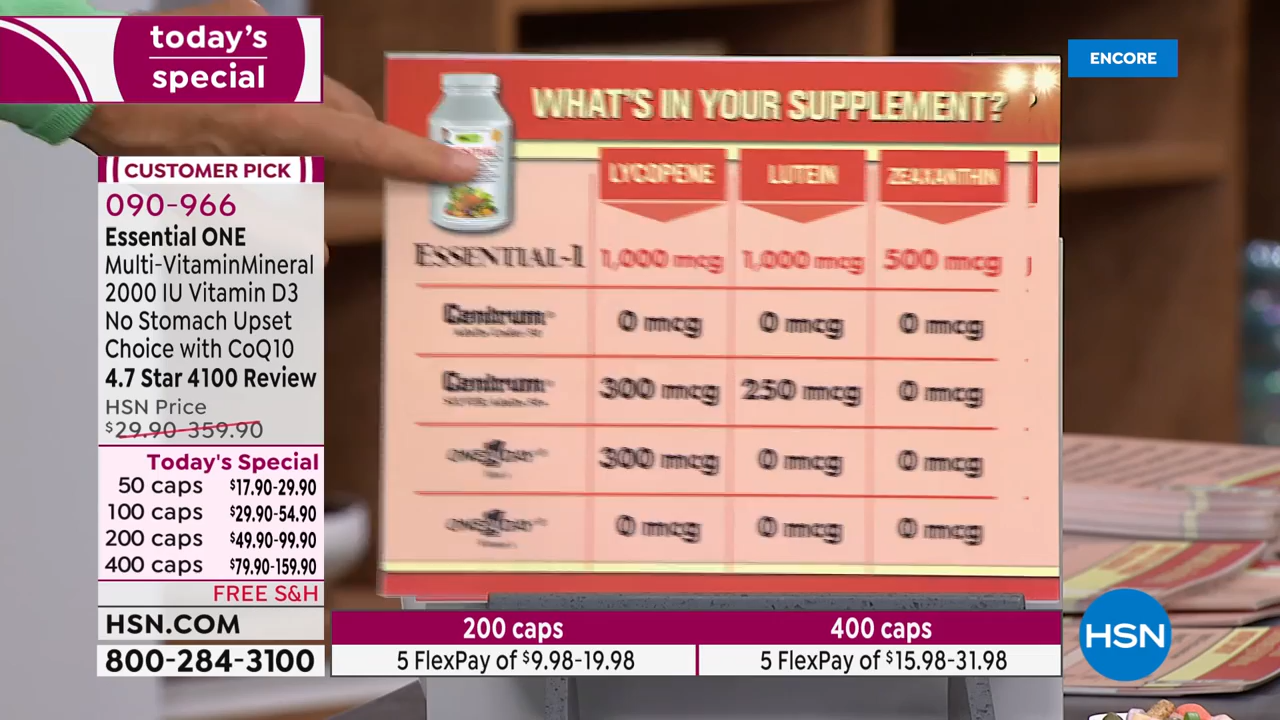 today's
special
ENCORE
WHAT'S IN YOUR SUPPLEMENT?
LYCOPENE LUTEIN ZEAXANTHIN
ESSENTIAL-1 1,000 mcg 1,000 mcg 500 mcg
Centrum 0 mcg 0 mcg 0 mcg
Centrum 300 mcg 250 mcg 0 mcg
300 mcg 0 mcg 0 mcg
0 mcg 0 mcg 0 mcg
CUSTOMER PICK
090-966
Essential ONE
Multi-VitaminMineral
2000 IU Vitamin D3
No Stomach Upset
Choice with CoQ10
4.7 Star 4100 Review
HSN Price
$29.90-359.90
Today's Special
50 caps $17.90-29.90
100 caps $29.90-54.90
200 caps $49.90-99.90
400 caps $79.90-159.90
FREE S&H
HSN.COM
800-284-3100
200 caps 400 caps
5 FlexPay of $9.98-19.98 5 FlexPay of $15.98-31.98
HSN